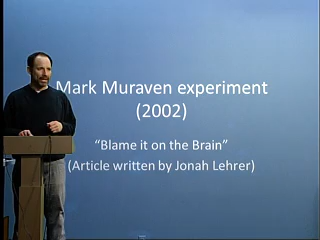 Mark Muraven experiment
(2002)
“Blame it on the Brain”
(Article written by Jonah Lehrer)